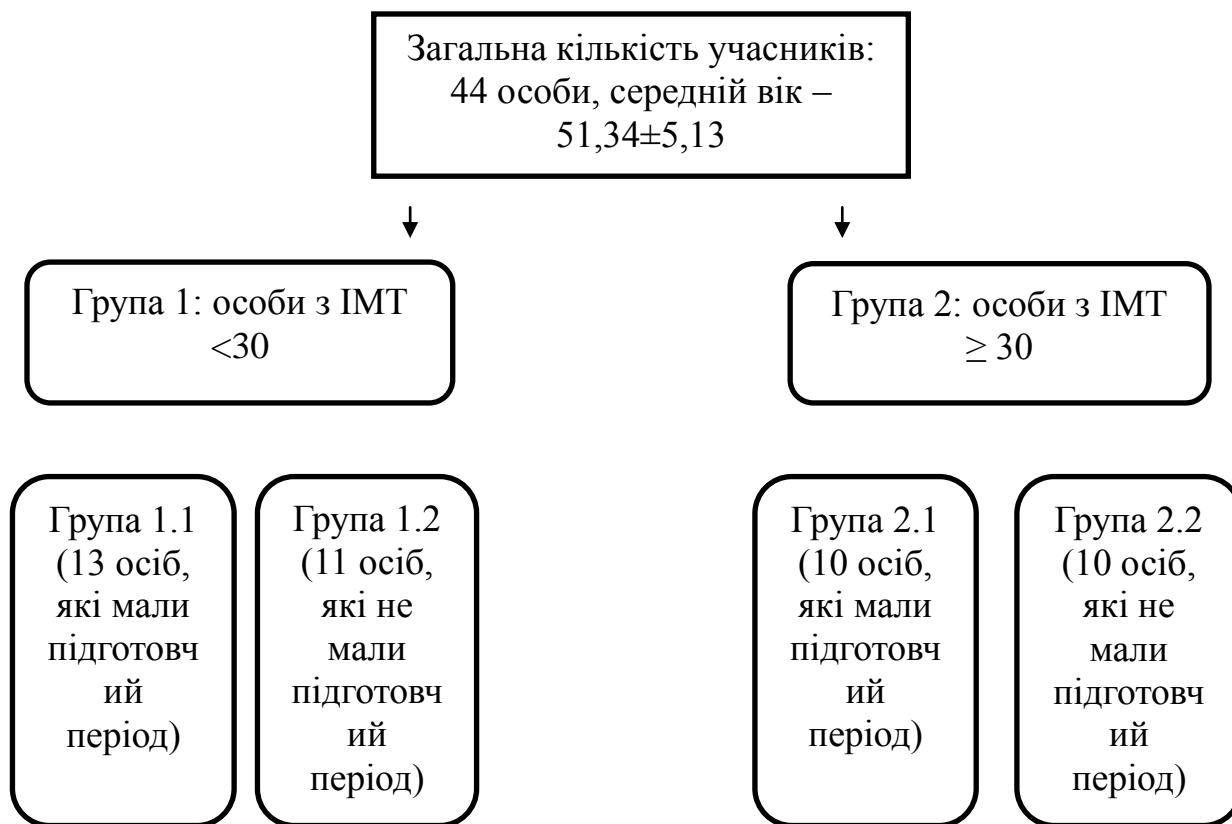 Загальна кількість учасників:
44 особи, середній вік –
51,34±5,13
Група 1: особи з ІМТ
<30
Група 2: особи з ІМТ
≥ 30
Група 1.1
(13 осіб,
які мали
підготовч
ий
період)
Група 1.2
(11 осіб,
які не
мали
підготовч
ий
період)
Група 2.1
(10 осіб,
які мали
підготовч
ий
період)
Група 2.2
(10 осіб,
які не
мали
підготовч
ий
період)